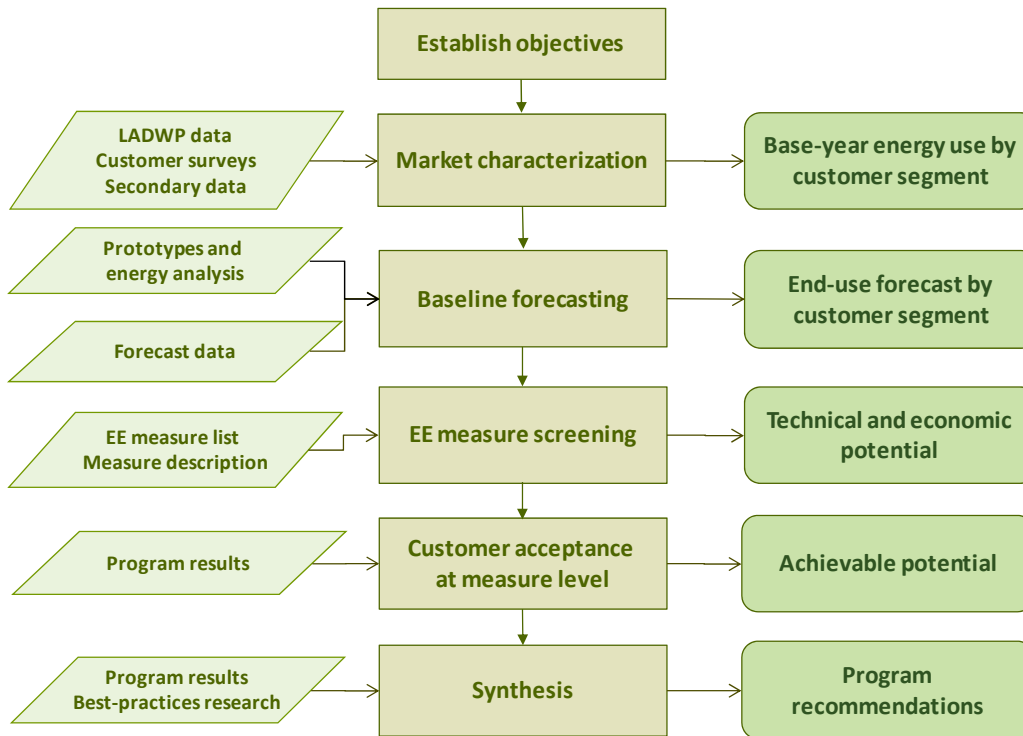 Establish objectives
LADWP data
Customer surveys
Secondary data
Market characterization
Base-year energy use by
customer segment
Prototypes and
energy analysis
Forecast data
Baseline forecasting
End-use forecast by
customer segment
EE measure list
Measure description
EE measure screening
Technical and economic
potential
Program results
Customer acceptance
at measure level
Achievable potential
Program results
Best-practices research
Synthesis
Program
recommendations